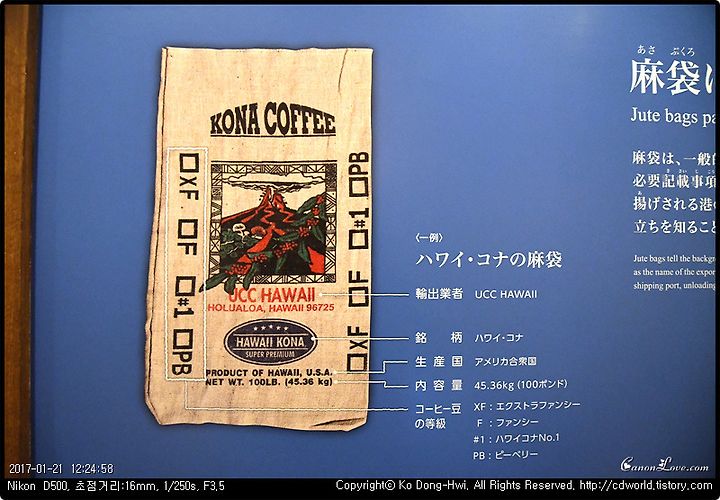 KONA COFFEE
XF F #1 PB
XF F #1 PB
UCC HAWAII
HOLUALOA, HAWAII 96725
HAWAII KONA
SUPER PREMIUM
PRODUCT OF HAWAII, U.S.A.
NET WT. 100LB. (45.36 kg)
あさ ぶくろ
麻袋は
Jute bags pa
麻袋は、一般的
必要記載事項
揚げされる港の
立ちを知ること
Jute bags tell the backg
as the name of the expor
shipping port, unloading
〈一例〉
ハワイ・コナの麻袋
輸出業者 UCC HAWAII
銘 柄 ハワイ・コナ
生 産 国 アメリカ合衆国
内 容 量 45.36kg (100ポンド)
コーヒー豆 XF：エクストラファンシー
の等級 F：ファンシー
#1：ハワイコナNo.1
PB：ピーベリー
CanonLove.com
2017-01-21 12:24:58
Nikon D500, 초점거리:16mm, 1/250s, F3.5
Copyright© Ko Dong-Hwi, All Rights Reserved. http://cdworld.tistory.com